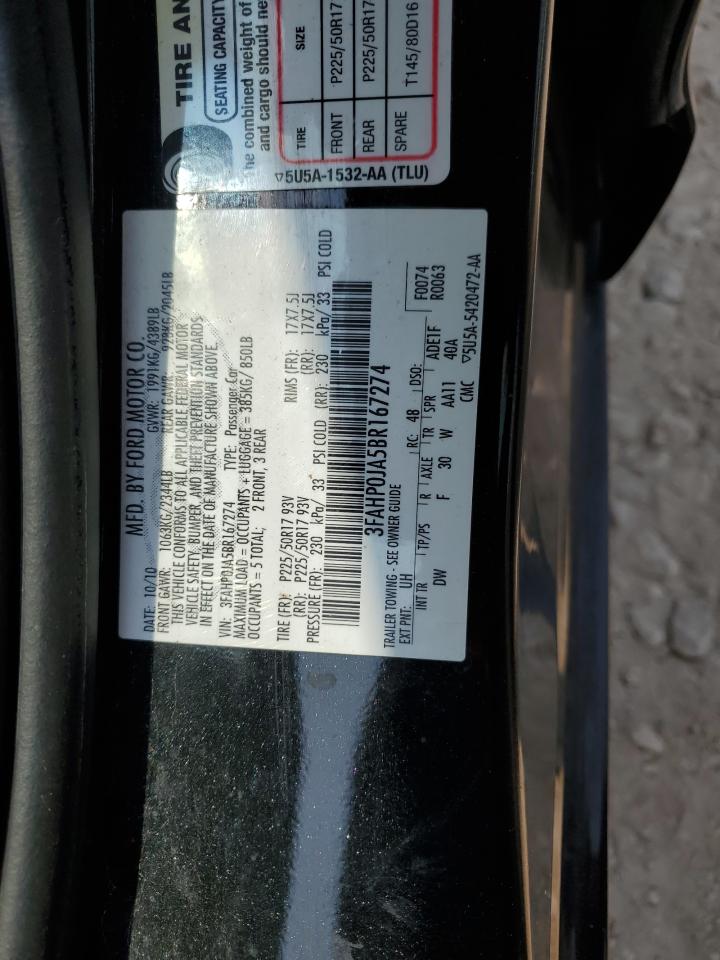 TIRE AN
SEATING CAPACITY
he combined weight of
and cargo should ne
TIRE SIZE
FRONT P225/50R17
REAR P225/50R17
SPARE T145/80D16
▽5U5A-1532-AA (TLU)
MFD. BY FORD MOTOR CO.
DATE: 10/10 GVWR: 1991KG/4389LB
FRONT GAWR: 1063KG/2344LB REAR GAWR: 928KG/2045LB
THIS VEHICLE CONFORMS TO ALL APPLICABLE FEDERAL MOTOR
VEHICLE SAFETY, BUMPER, AND THEFT PREVENTION STANDARDS
IN EFFECT ON THE DATE OF MANUFACTURE SHOWN ABOVE.
VIN: 3FAHP0JA5BR167274 TYPE: Passenger Car
MAXIMUM LOAD = OCCUPANTS + LUGGAGE = 385KG/ 850LB
OCCUPANTS = 5 TOTAL; 2 FRONT, 3 REAR
TIRE (FR): P225/50R17 93V RIMS (FR): 17X7.5J
(RR): P225/50R17 93V (RR): 17X7.5J
PRESSURE (FR): 230 kPa/ 33 PSI COLD (RR): 230 kPa/ 33 PSI COLD
3FAHP0JA5BR167274
TRAILER TOWING - SEE OWNER GUIDE F0074
EXT PNT: UH RC: 48 DSO: R0063
INT TR TP/PS R AXLE TR SPR ADE1F
DW F 30 W AA11 40A
CMC ▽5U5A-5420472-AA